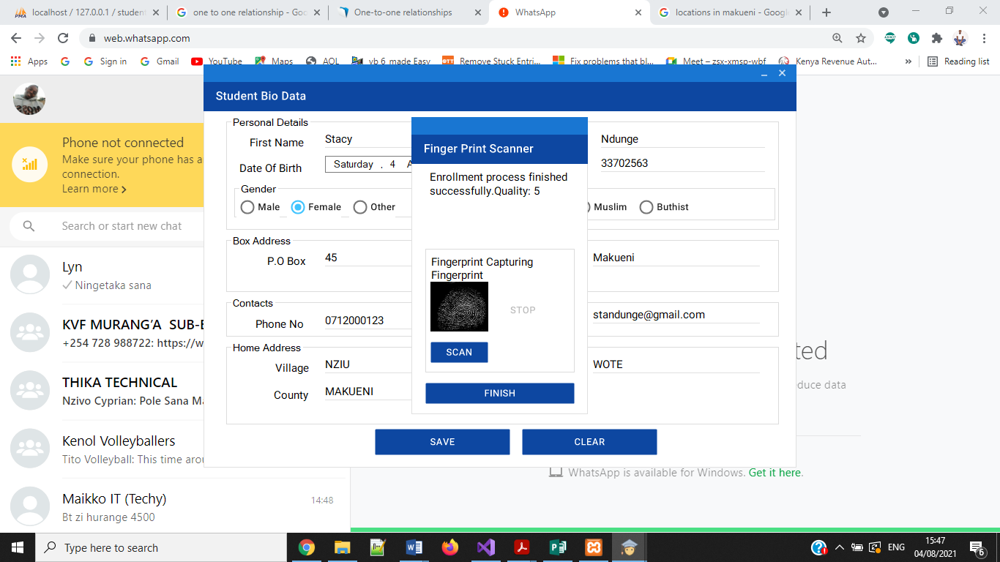 localhost / 127.0.0.1 / student
one to one relationship - Goo
One-to-one relationships
WhatsApp
locations in makueni - Google
web.whatsapp.com
Apps
Sign in
Gmail
YouTube
Maps
AOL
vb 6 made Easy
Remove Stuck Entri...
Fix problems that bl...
Meet – zsx-xmsp-wbf
Kenya Revenue Aut...
»
Reading list
Student Bio Data
Personal Details
First Name
Stacy
Ndunge
Date Of Birth
Saturday , 4 A
33702563
Gender
Male
Female
Other
Muslim
Buthist
Box Address
P.O Box
45
Makueni
Contacts
Phone No
0712000123
standunge@gmail.com
Home Address
Village
NZIU
WOTE
County
MAKUENI
SAVE
CLEAR
Finger Print Scanner
Enrollment process finished
successfully.Quality: 5
Fingerprint Capturing
Fingerprint
STOP
SCAN
FINISH
Phone not connected
Make sure your phone has a
connection.
Learn more
Search or start new chat
Lyn
Ningetaka sana
KVF MURANG’A SUB-B
+254 728 988722: https://w
THIKA TECHNICAL
Nzivo Cyprian: Pole Sana Ma
Kenol Volleyballers
Tito Volleyball: This time arou
Maikko IT (Techy)
14:48
Bt zi hurange 4500
ted
educe data
WhatsApp is available for Windows. Get it here.
Type here to search
ENG
15:47
04/08/2021
6